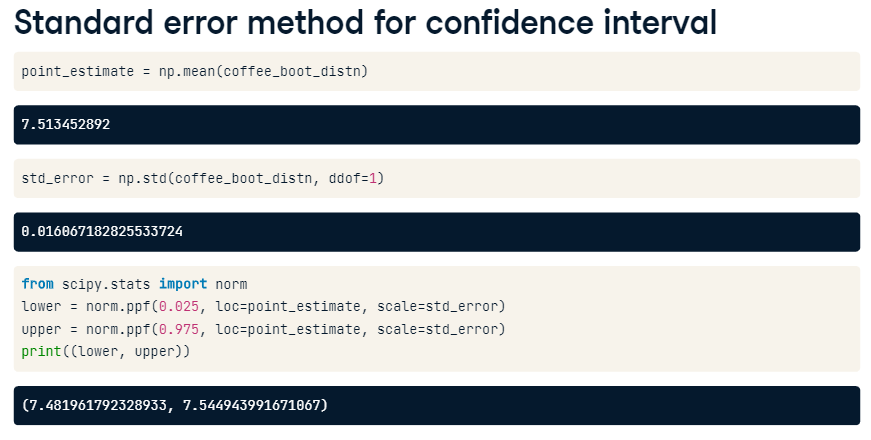 Standard error method for confidence interval
point_estimate = np.mean(coffee_boot_distn)
7.513452892
std_error = np.std(coffee_boot_distn, ddof=1)
0.016067182825533724
from scipy.stats import norm
lower = norm.ppf(0.025, loc=point_estimate, scale=std_error)
upper = norm.ppf(0.975, loc=point_estimate, scale=std_error)
print((lower, upper))
(7.481961792328933, 7.544943991671067)